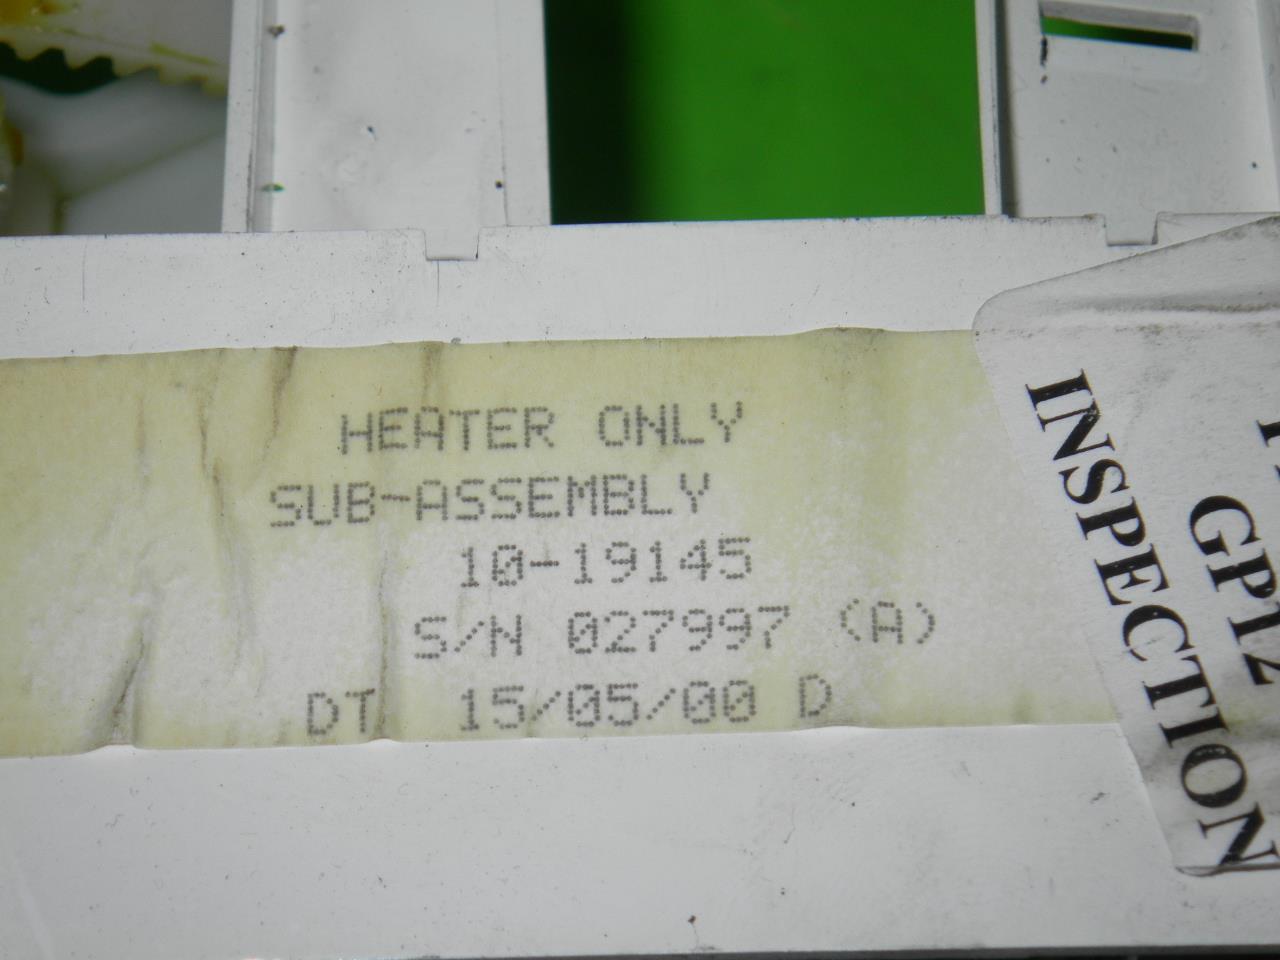 HEATER ONLY
SUB-ASSEMBLY
10-19145
S/N 027997 (A)
DT 15/05/00 D
INSPECTION
GP12